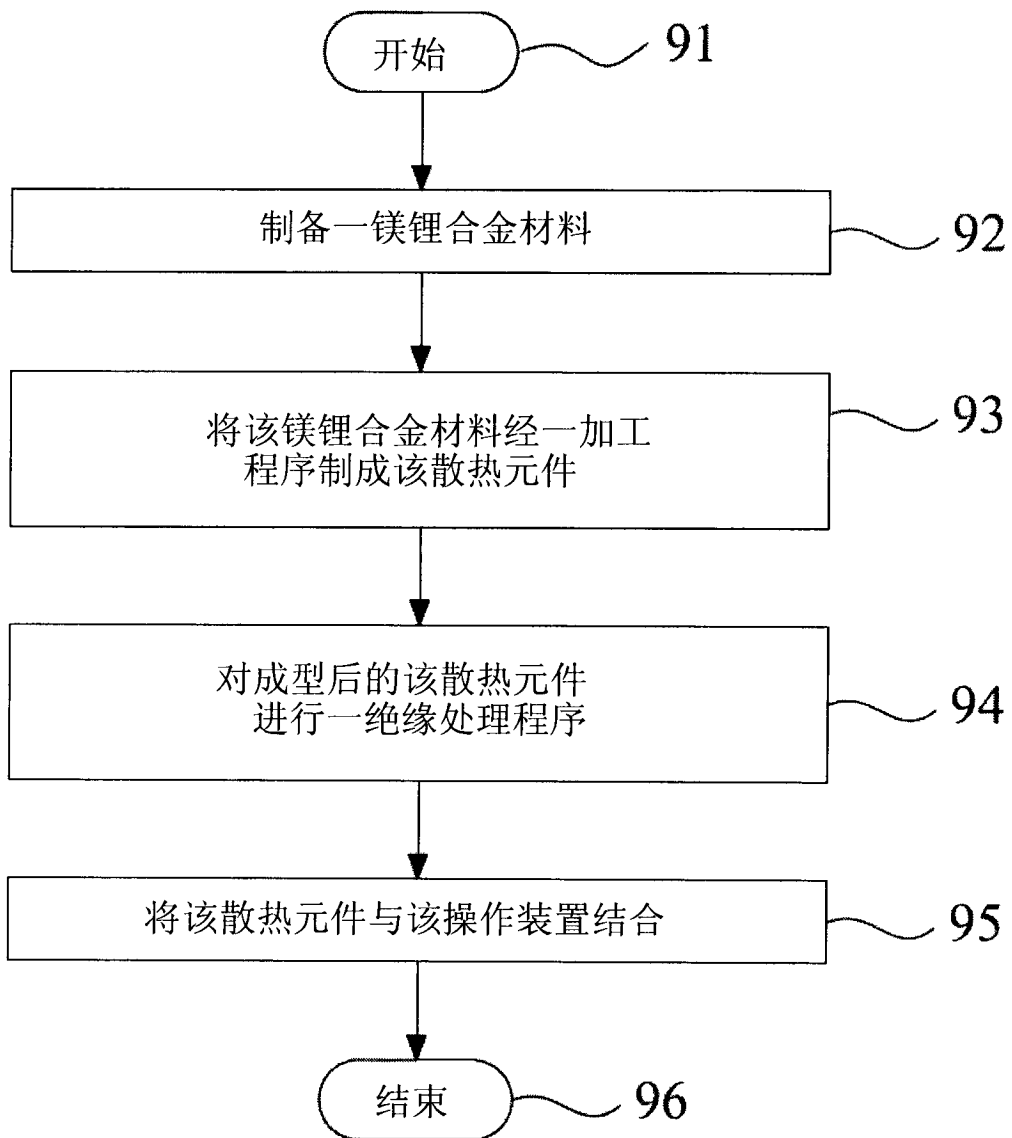 开始
91
制备一镁锂合金材料
92
将该镁锂合金材料经一加工
程序制成该散热元件
93
对成型后的该散热元件
进行一绝缘处理程序
94
将该散热元件与该操作装置结合
95
结束
96